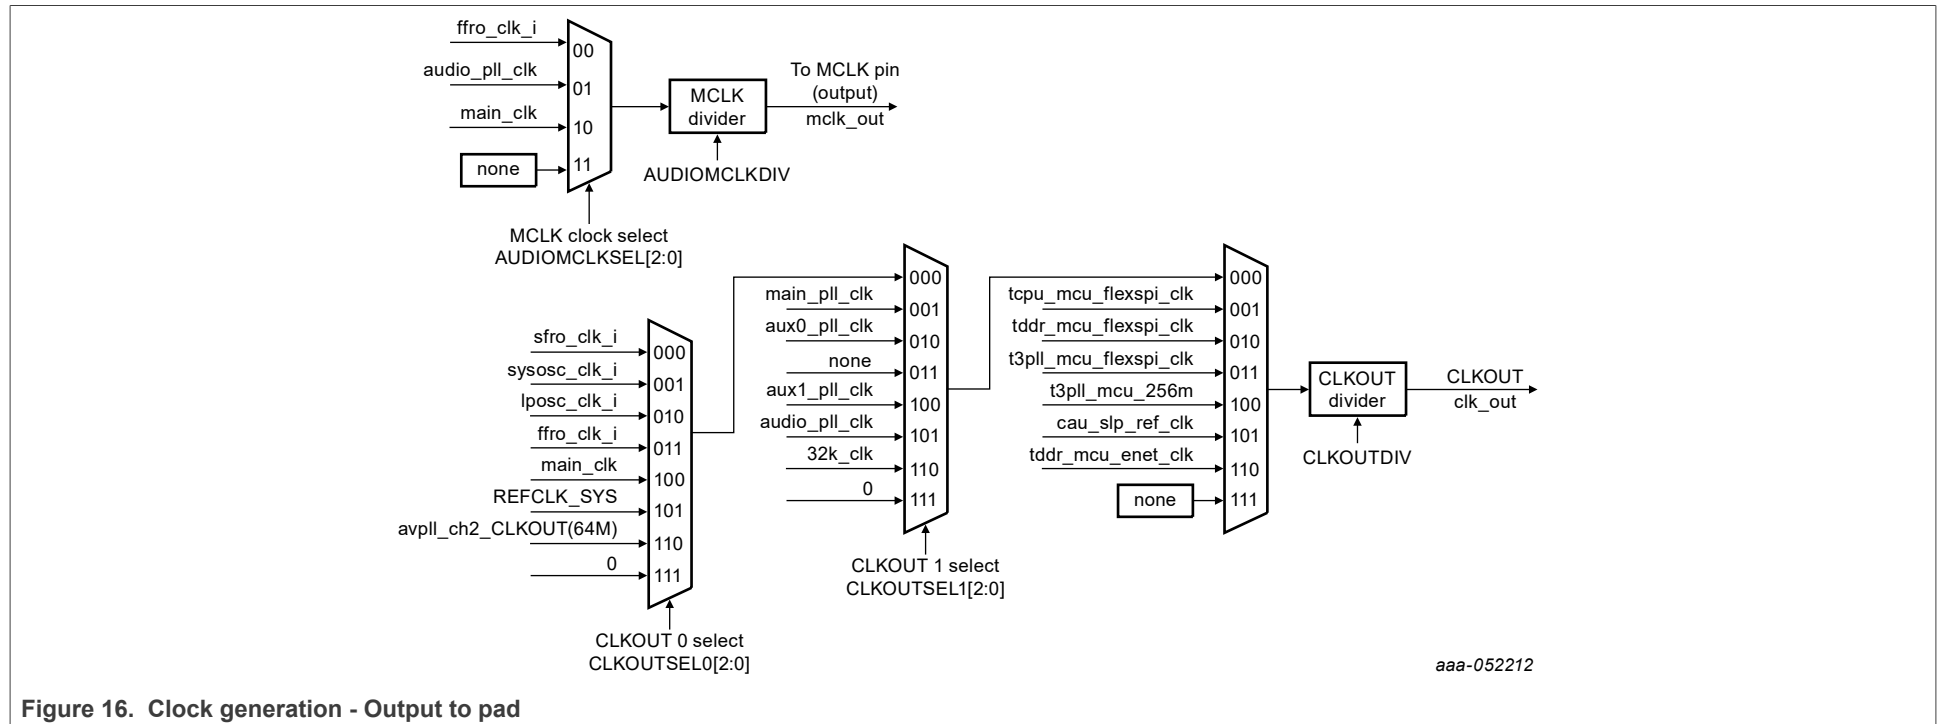 ffro_clk_i
00
audio_pll_clk
01
main_clk
10
none
11
MCLK
divider
To MCLK pin
(output)
mclk_out
AUDIOMCLKDIV
MCLK clock select
AUDIOMCLKSEL[2:0]
sfro_clk_i
000
sysosc_clk_i
001
lposc_clk_i
010
ffro_clk_i
011
main_clk
100
REFCLK_SYS
101
avpll_ch2_CLKOUT(64M)
110
0
111
CLKOUT 0 select
CLKOUTSEL0[2:0]
000
main_pll_clk
001
aux0_pll_clk
010
none
011
aux1_pll_clk
100
audio_pll_clk
101
32k_clk
110
0
111
CLKOUT 1 select
CLKOUTSEL1[2:0]
000
tcpu_mcu_flexspi_clk
001
tddr_mcu_flexspi_clk
010
t3pll_mcu_flexspi_clk
011
t3pll_mcu_256m
100
cau_slp_ref_clk
101
tddr_mcu_enet_clk
110
none
111
CLKOUT
divider
CLKOUT
clk_out
CLKOUTDIV
aaa-052212
Figure 16. Clock generation - Output to pad